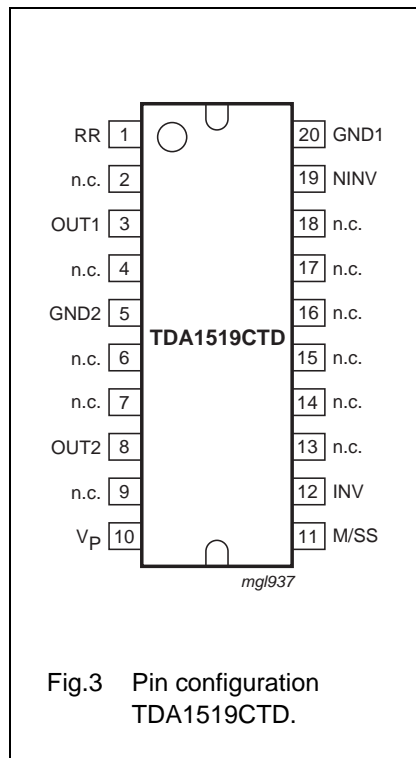 RR 1 20 GND1
n.c. 2 19 NINV
OUT1 3 18 n.c.
n.c. 4 17 n.c.
GND2 5 16 n.c.
TDA1519CTD
n.c. 6 15 n.c.
n.c. 7 14 n.c.
OUT2 8 13 n.c.
n.c. 9 12 INV
VP 10 11 M/SS
mgl937
Fig.3 Pin configuration
TDA1519CTD.